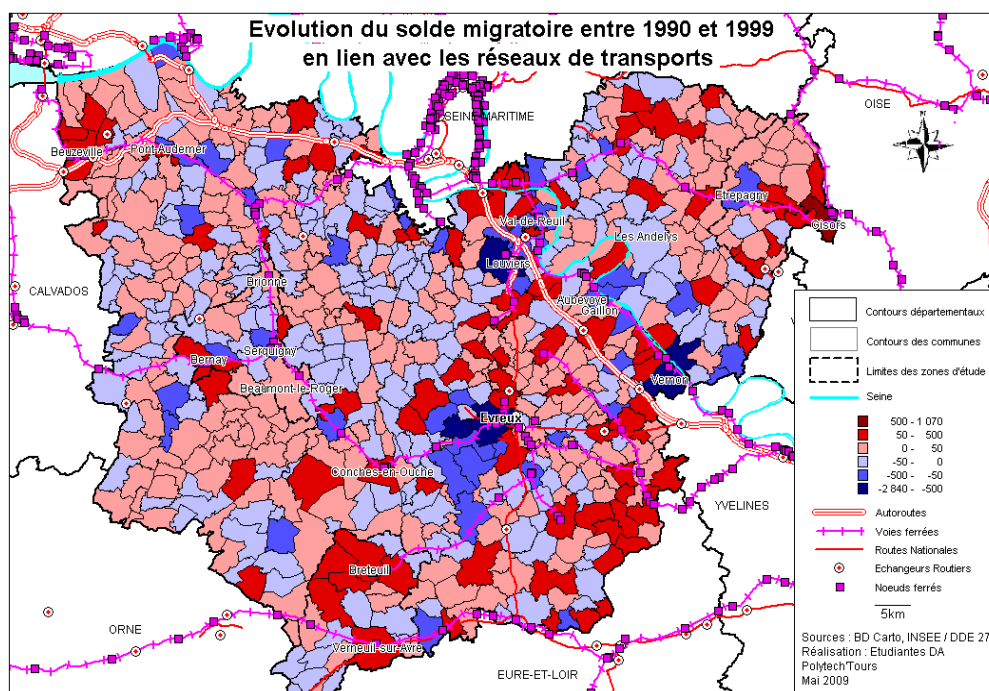 Evolution du solde migratoire entre 1990 et 1999
en lien avec les réseaux de transports
SEINE MARITIME
OISE
Beuzeville
Pont-Audemer
Etrepagny
Gisors
Val-de-Reuil
Les Andelys
Louviers
CALVADOS
Brionne
Aubevoye
Gaillon
Bernay
Serquigny
Beaumont-le-Roger
Vernon
Evreux
Conches-en-Ouche
YVELINES
Breteuil
ORNE
Verneuil-sur-Avre
EURE-ET-LOIR
Contours départementaux
Contours des communes
Limites des zones d'étude
Seine
500 - 1 070
50 - 500
0 - 50
-50 - 0
-500 - -50
-2 840 - -500
Autoroutes
Voies ferrées
Routes Nationales
Echangeurs Routiers
Noeuds ferrés
5km
Sources : BD Carto, INSEE / DDE 27
Réalisation : Etudiantes DA
Polytech'Tours
Mai 2009